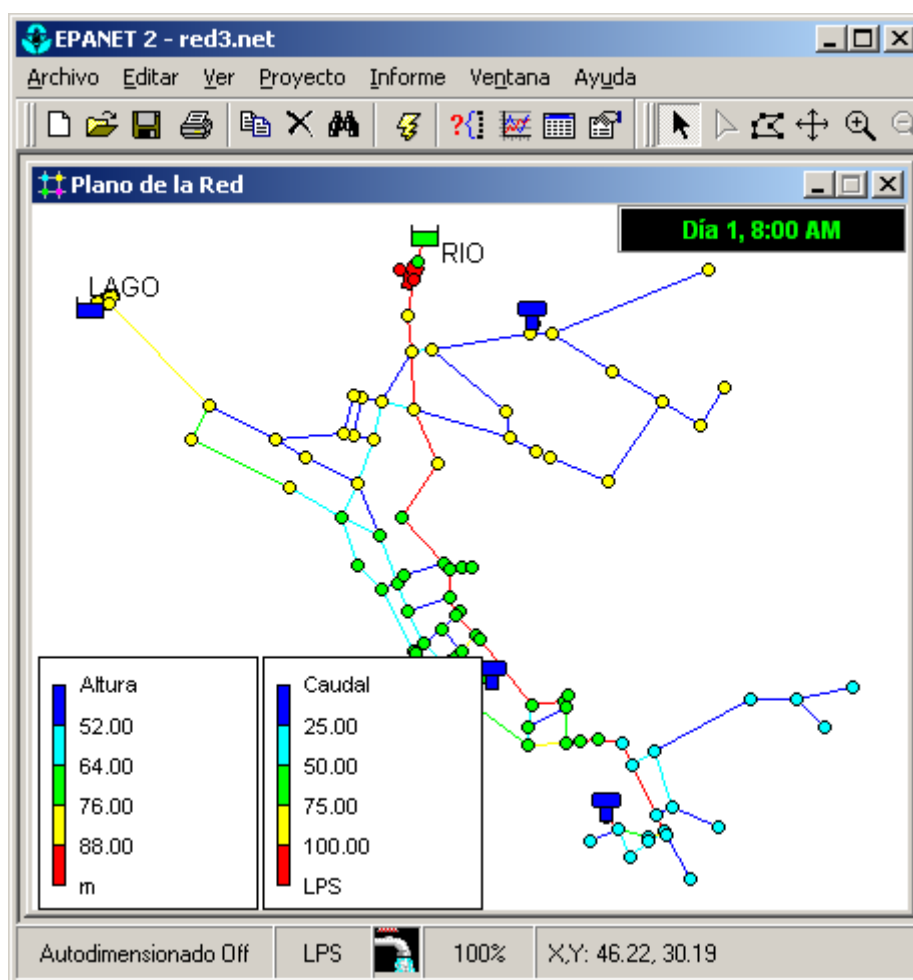 EPANET 2 - red3.net
Archivo Editar Ver Proyecto Informe Ventana Ayuda
Plano de la Red
Día 1, 8:00 AM
RIO
LAGO
Altura
52.00
64.00
76.00
88.00
m
Caudal
25.00
50.00
75.00
100.00
LPS
Autodimensionado Off LPS 100% X,Y: 46.22, 30.19